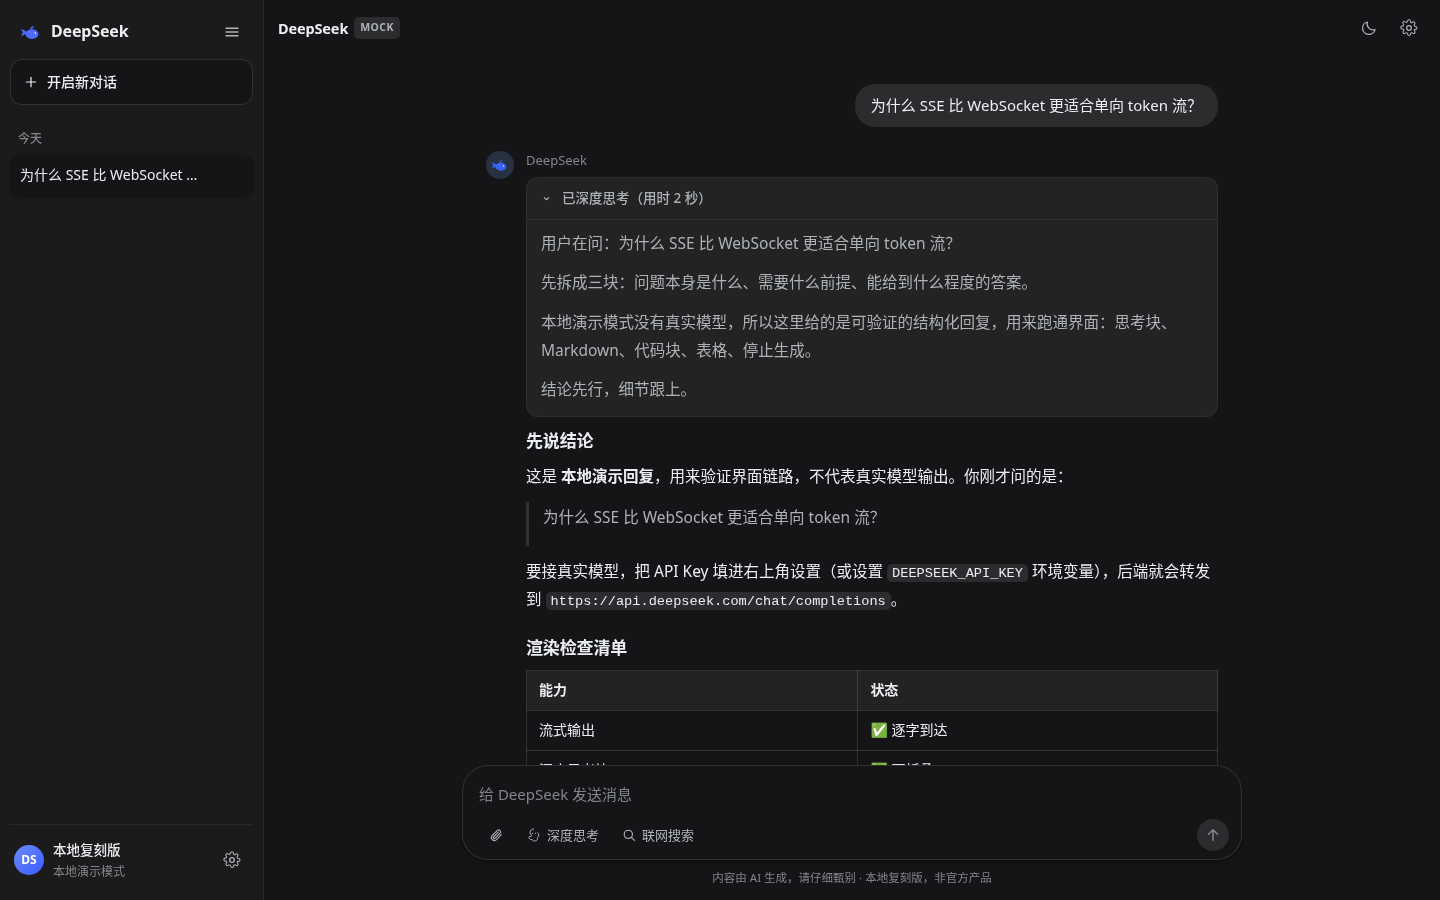 DeepSeek
开启新对话
今天
为什么 SSE 比 WebSocket ...
DS
本地复刻版
本地演示模式
DeepSeek MOCK
为什么 SSE 比 WebSocket 更适合单向 token 流？
DeepSeek
已深度思考（用时 2 秒）
用户在问：为什么 SSE 比 WebSocket 更适合单向 token 流？
先拆成三块：问题本身是什么、需要什么前提、能给到什么程度的答案。
本地演示模式没有真实模型，所以这里给的是可验证的结构化回复，用来跑通界面：思考块、
Markdown、代码块、表格、停止生成。
结论先行，细节跟上。
先说结论
这是 本地演示回复，用来验证界面链路，不代表真实模型输出。你刚才问的是：
为什么 SSE 比 WebSocket 更适合单向 token 流？
要接真实模型，把 API Key 填进右上角设置（或设置 DEEPSEEK_API_KEY 环境变量），后端就会转发
到 https://api.deepseek.com/chat/completions。
渲染检查清单
能力 状态
流式输出 ✅ 逐字到达
给 DeepSeek 发送消息
深度思考 联网搜索
内容由 AI 生成，请仔细甄别 · 本地复刻版，非官方产品